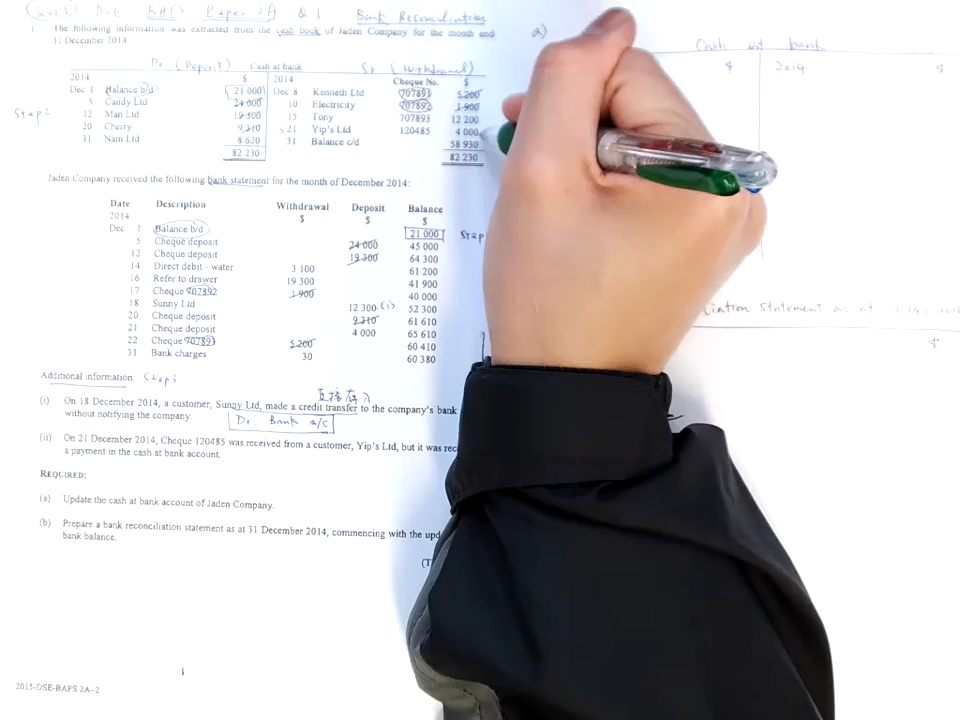 (2015) DSE BAFS Paper 2A Q1 Bank Reconciliation
1 The following information was extracted from the cash book of Jaden Company for the month end
31 December 2014
a)
Cash at bank
$ 2014 $
Dr (Deposit) Cash at bank Cr (Withdrawal)
2014 $ 2014 Cheque No. $
Dec 1 Balance b/d 21 000 Dec 8 Kenneth Ltd 707891 5 200
5 Candy Ltd 24 000 10 Electricity 707892 1 900
Step
12 Man Ltd 19 300 15 Tony 707893 12 200
20 Cherry 9 310 21 Yip's Ltd 120485 4 000
31 Nam Ltd 8 620 31 Balance c/d 58 930
82 230 82 230
Jaden Company received the following bank statement for the month of December 2014:
Date Description Withdrawal Deposit Balance
2014 $ $ $
Dec 1 Balance b/d 21 000
Step
5 Cheque deposit 24 000 45 000
12 Cheque deposit 19 300 64 300
14 Direct debit – water 3 100 61 200
16 Refer to drawer 19 300 41 900
17 Cheque 707892 1 900 40 000
18 Sunny Ltd 12 300 (i) 52 300
20 Cheque deposit 9 310 61 610
21 Cheque deposit 4 000 65 610
22 Cheque 707891 5 200 60 410
31 Bank charges 30 60 380
iation Statement as at
$
Additional information: Step 3
直接存入
(i) On 18 December 2014, a customer, Sunny Ltd, made a credit transfer to the company's bank
without notifying the company.
Dr. Bank a/c
(ii) On 21 December 2014, Cheque 120485 was received from a customer, Yip's Ltd, but it was rec
a payment in the cash at bank account.
REQUIRED:
(a) Update the cash at bank account of Jaden Company.
(b) Prepare a bank reconciliation statement as at 31 December 2014, commencing with the upd
bank balance.
(T
1
2015-DSE-BAFS 2A–2